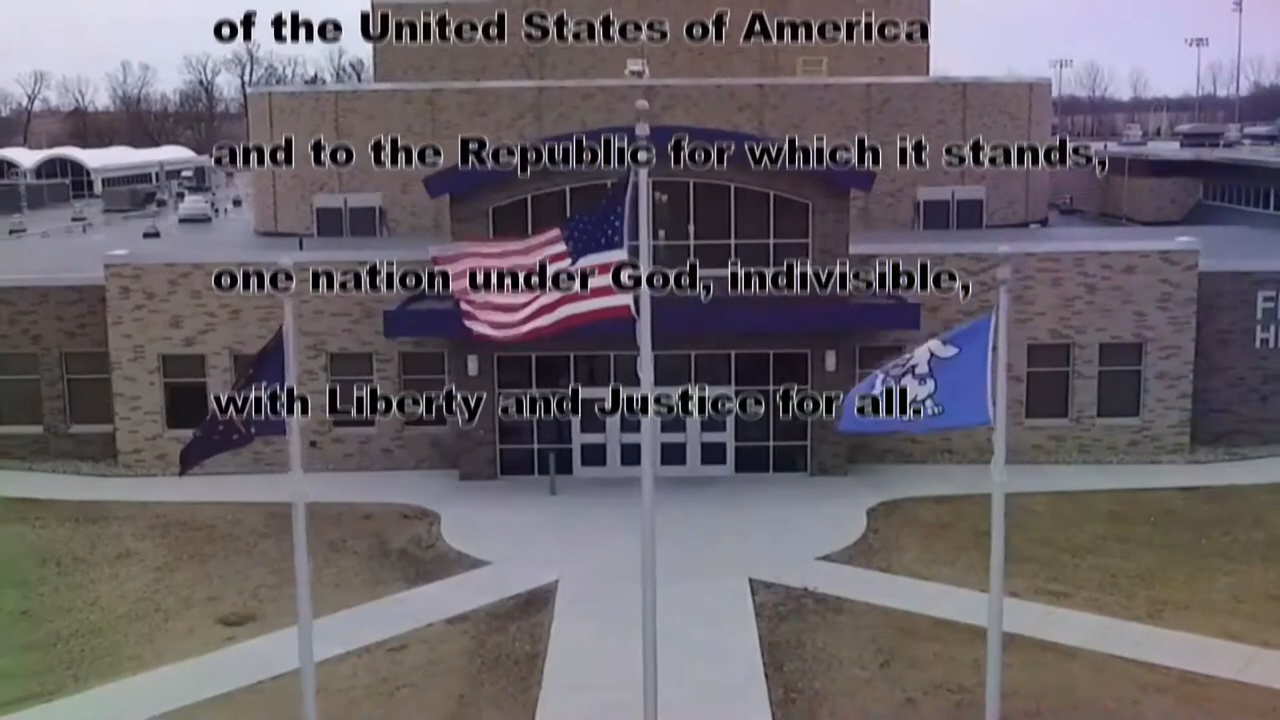 of the United States of America
and to the Republic for which it stands,
one nation under God, indivisible,
with Liberty and Justice for all.